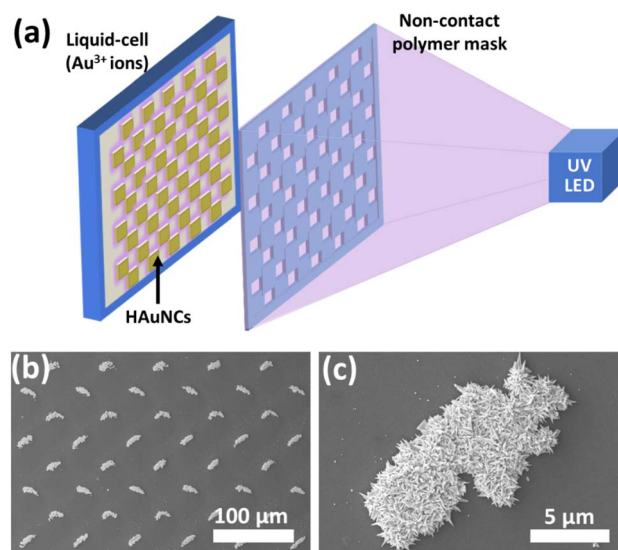 (a)
Liquid-cell
(Au³⁺ ions)
Non-contact
polymer mask
UV
LED
HAuNCs
(b)
100 µm
(c)
5 µm